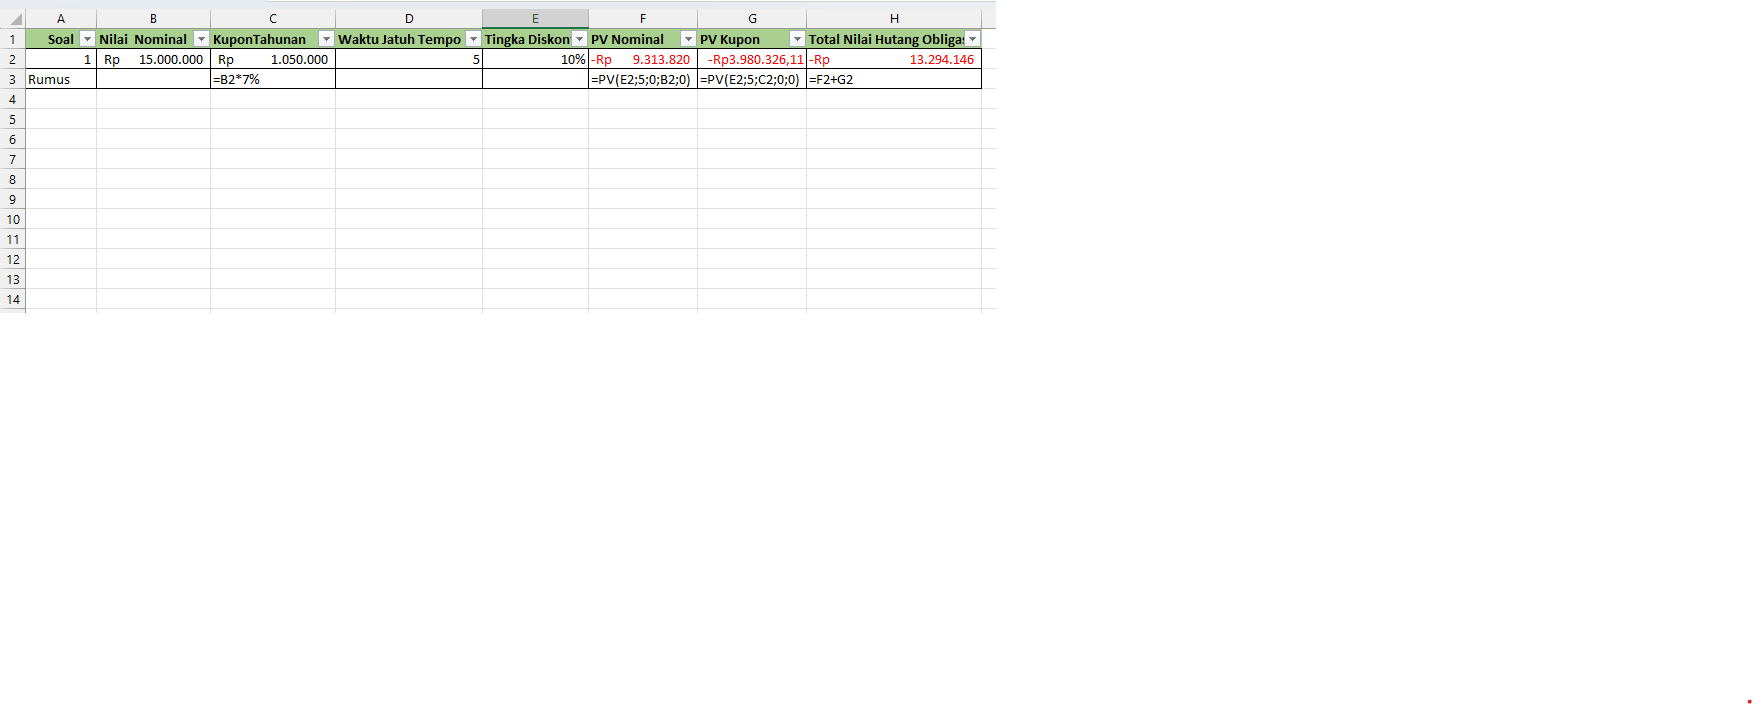 A B C D E F G H
1 Soal Nilai Nominal KuponTahunan Waktu Jatuh Tempo Tingka Diskon PV Nominal PV Kupon Total Nilai Hutang
2 1 Rp 15.000.000 Rp 1.050.000 5 10% -Rp 9.313.820 -Rp3.980.326,11 -Rp 13.294.146
3 Rumus =B2*7% =PV(E2;5;0;B2;0) =PV(E2;5;C2;0;0) =F2+G2
4
5
6
7
8
9
10
11
12
13
14